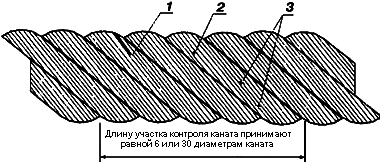 1 2 3
Длину участка контроля каната принимают
равной 6 или 30 диаметрам каната